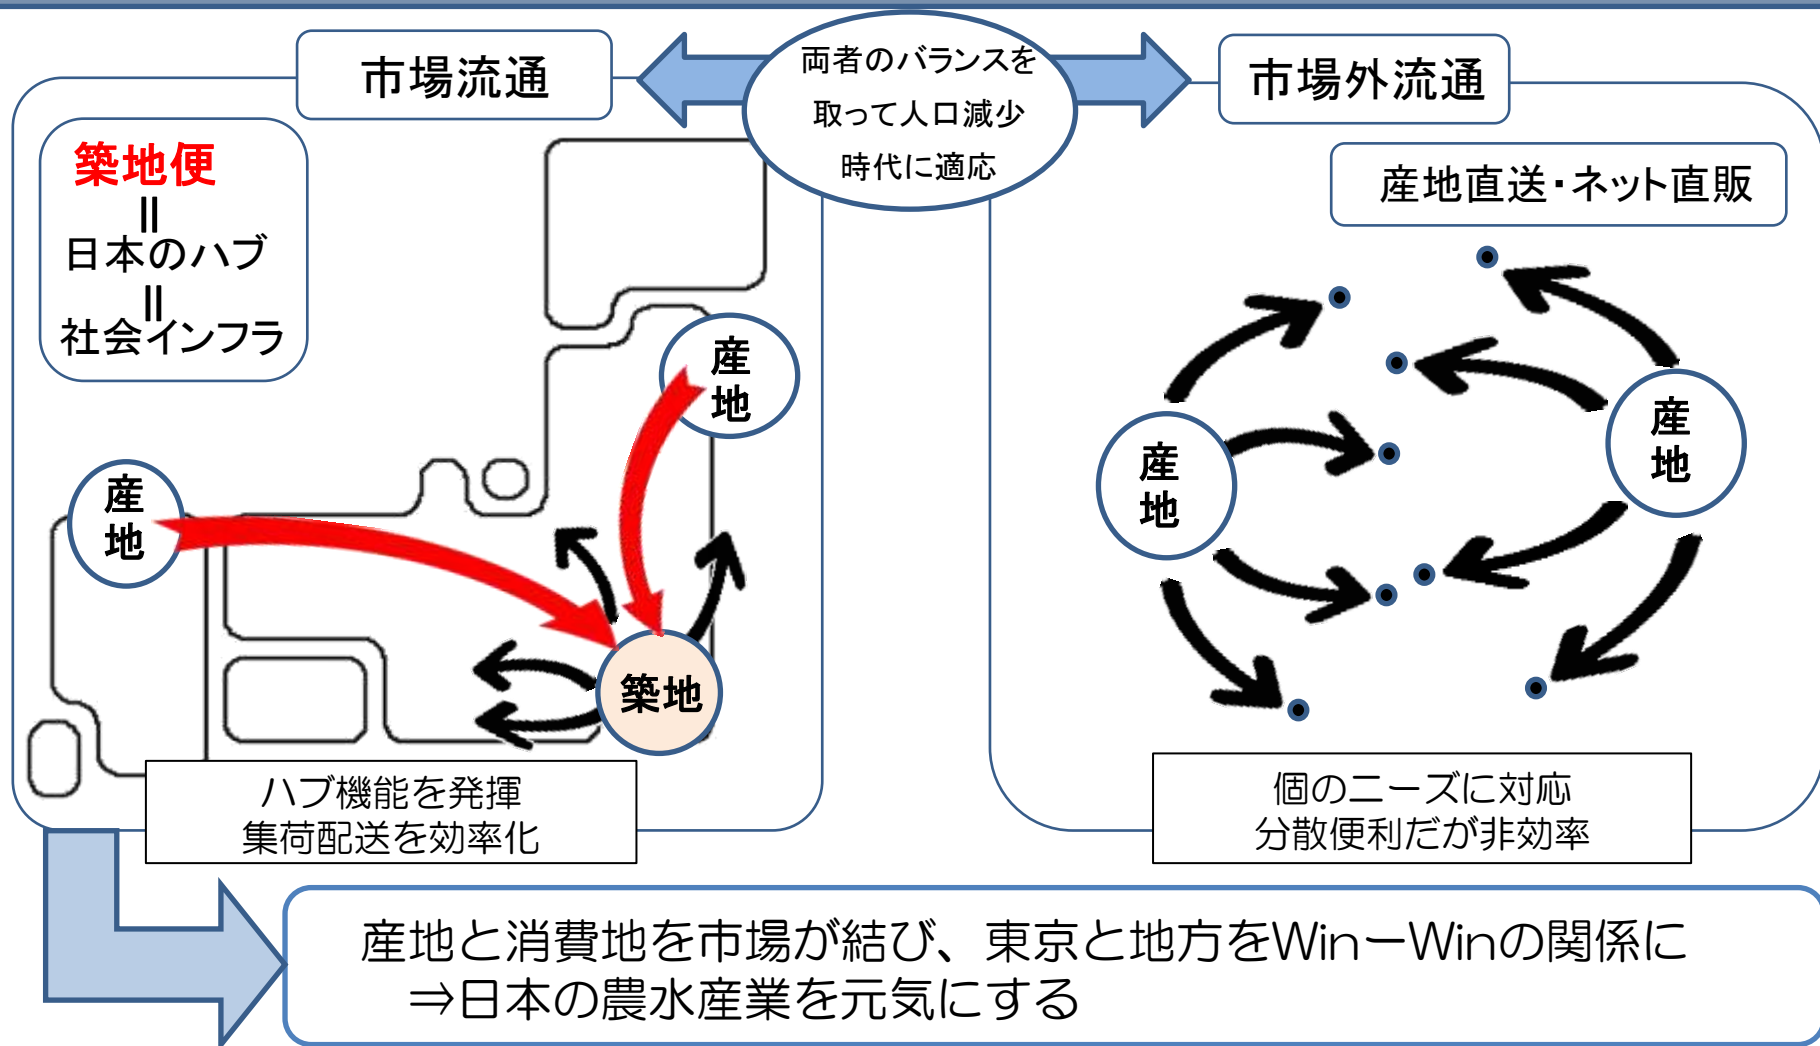 市場流通
両者のバランスを
取って人口減少
時代に適応
市場外流通
築地便
||
日本のハブ
||
社会インフラ
産地直送・ネット直販
産
地
産
地
築地
産
地
産
地
ハブ機能を発揮
集荷配送を効率化
個のニーズに対応
分散便利だが非効率
産地と消費地を市場が結び、東京と地方をWinーWinの関係に
⇒日本の農水産業を元気にする